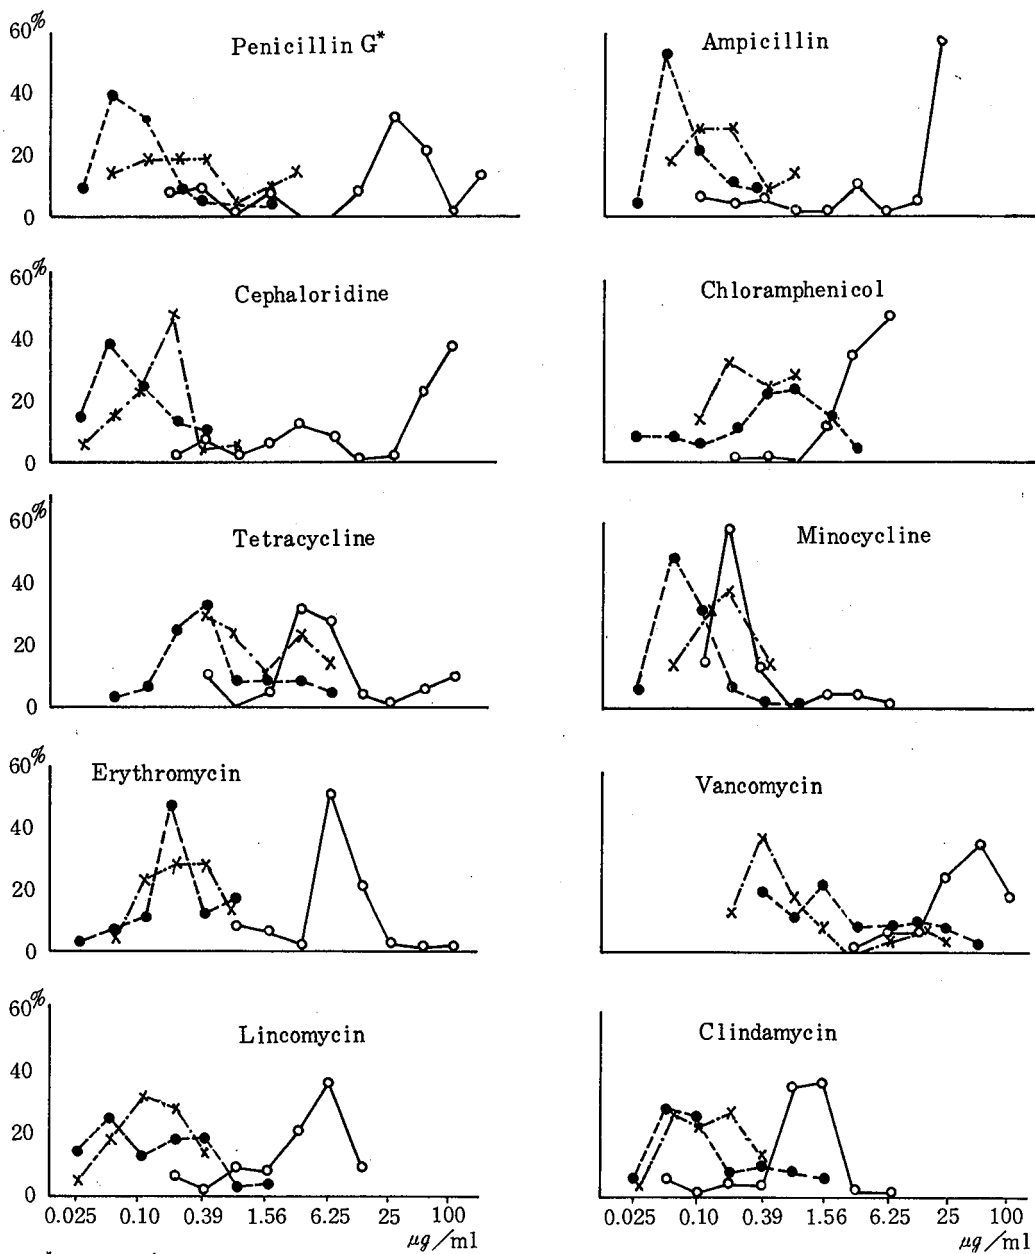 60%
40
20
0
Penicillin G*
Ampicillin
60%
40
20
0
Cephaloridine
Chloramphenicol
60%
40
20
0
Tetracycline
Minocycline
60%
40
20
0
Erythromycin
Vancomycin
60%
40
20
0
Lincomycin
Clindamycin
0.025 0.10 0.39 1.56 6.25 25 100
µg/ml
0.025 0.10 0.39 1.56 6.25 25 100
µg/ml